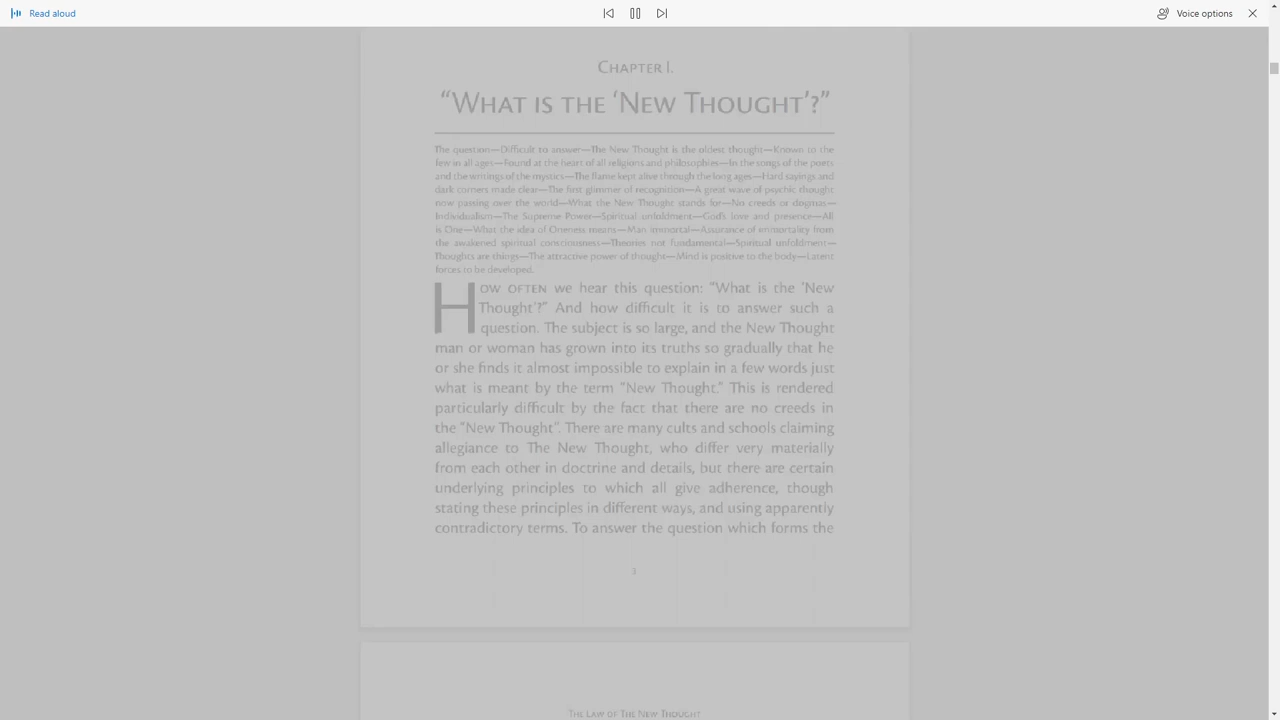 Read aloud
Voice options
Chapter I.
“What is the ‘New Thought’?”
The question—Difficult to answer—The New Thought is the oldest thought—Known to the
few in all ages—Found at the heart of all religions and philosophies—In the songs of the poets
and the writings of the mystics—The flame kept alive through the long ages—Hard sayings and
dark corners made clear—The first glimmer of recognition—A great wave of psychic thought
now passing over the world—What the New Thought stands for—No creeds or dogmas—
Individualism—The Supreme Power—Spiritual unfoldment—God's love and presence—All
is One—What the idea of Oneness means—Man immortal—Assurance of immortality from
the awakened spiritual consciousness—Theories not fundamental—Spiritual unfoldment—
Thoughts are things—The attractive power of thought—Mind is positive to the body—Latent
forces to be developed.
How often we hear this question: “What is the ‘New
Thought’?” And how difficult it is to answer such a
question. The subject is so large, and the New Thought
man or woman has grown into its truths so gradually that he
or she finds it almost impossible to explain in a few words just
what is meant by the term “New Thought.” This is rendered
particularly difficult by the fact that there are no creeds in
the “New Thought”. There are many cults and schools claiming
allegiance to The New Thought, who differ very materially
from each other in doctrine and details, but there are certain
underlying principles to which all give adherence, though
stating these principles in different ways, and using apparently
contradictory terms. To answer the question which forms the
3
The Law of The New Thought